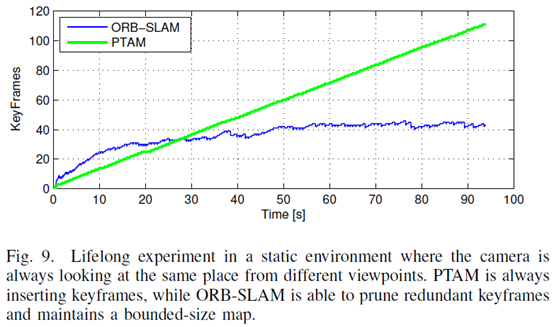 120
100
80
60
40
20
0
KeyFrames
ORB-SLAM
PTAM
0 10 20 30 40 50 60 70 80 90 100
Time [s]
Fig. 9. Lifelong experiment in a static environment where the camera is
always looking at the same place from different viewpoints. PTAM is always
inserting keyframes, while ORB-SLAM is able to prune redundant keyframes
and maintains a bounded-size map.